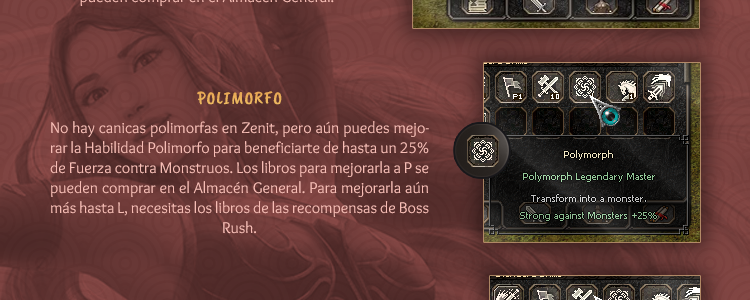 pueden comprar en el Almacén General.
POLIMORFO
No hay canicas polimorfas en Zenit, pero aún puedes mejo-
rar la Habilidad Polimorfo para beneficiarte de hasta un 25%
de Fuerza contra Monstruos. Los libros para mejorarla a P se
pueden comprar en el Almacén General. Para mejorarla aún
más hasta L, necesitas los libros de las recompensas de Boss
Rush.
P1
10
Polymorph
Polymorph Legendary Master
Transform into a monster.
Strong against Monsters +25%